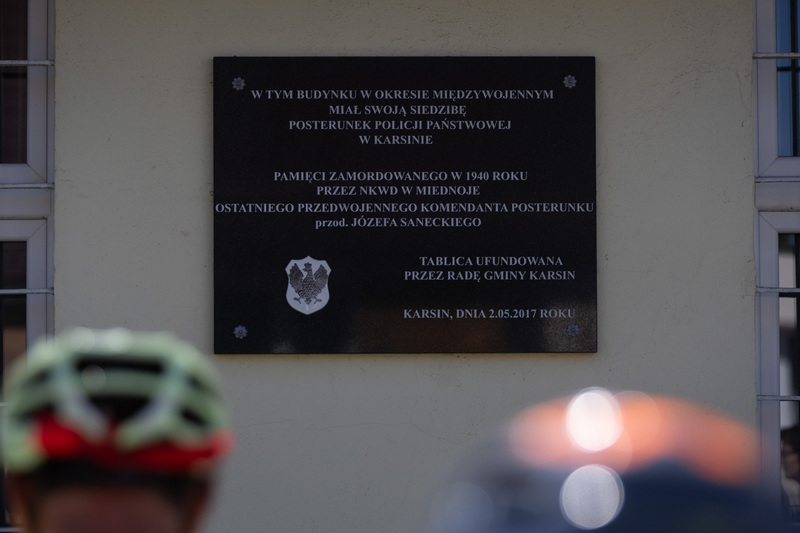 W TYM BUDYNKU W OKRESIE MIĘDZYWOJENNYM
MIAŁ SWOJĄ SIEDZIBĘ
POSTERUNEK POLICJI PAŃSTWOWEJ
W KARSINIE
PAMIĘCI ZAMORDOWANEGO W 1940 ROKU
PRZEZ NKWD W MIEDNOJE
OSTATNIEGO PRZEDWOJENNEGO KOMENDANTA POSTERUNKU
przod. JÓZEFA SANECKIEGO
TABLICA UFUNDOWANA
PRZEZ RADĘ GMINY KARSIN
KARSIN, DNIA 2.05.2017 ROKU